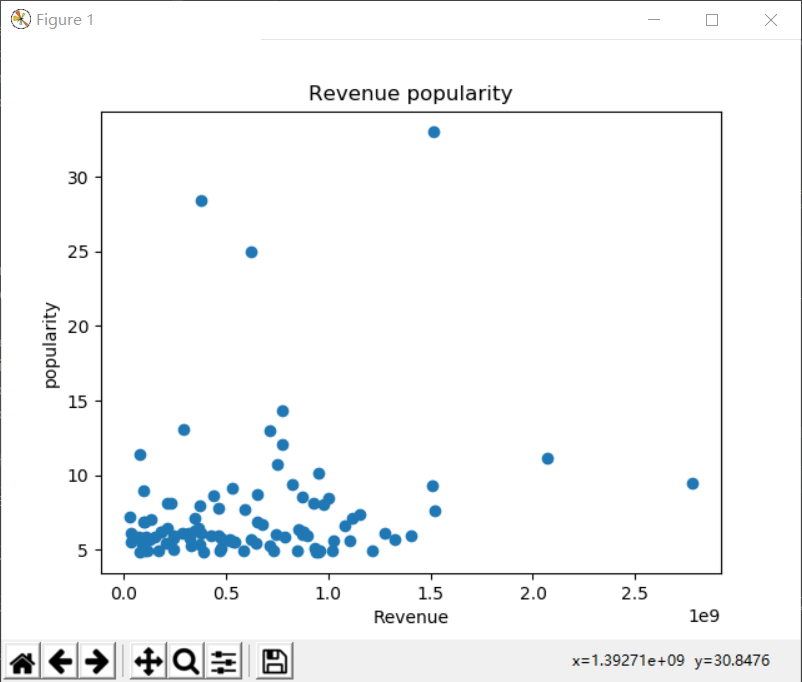 Figure 1
Revenue popularity
30
25
20
15
10
5
popularity
0.0 0.5 1.0 1.5 2.0 2.5
1e9
Revenue
x=1.39271e+09 y=30.8476